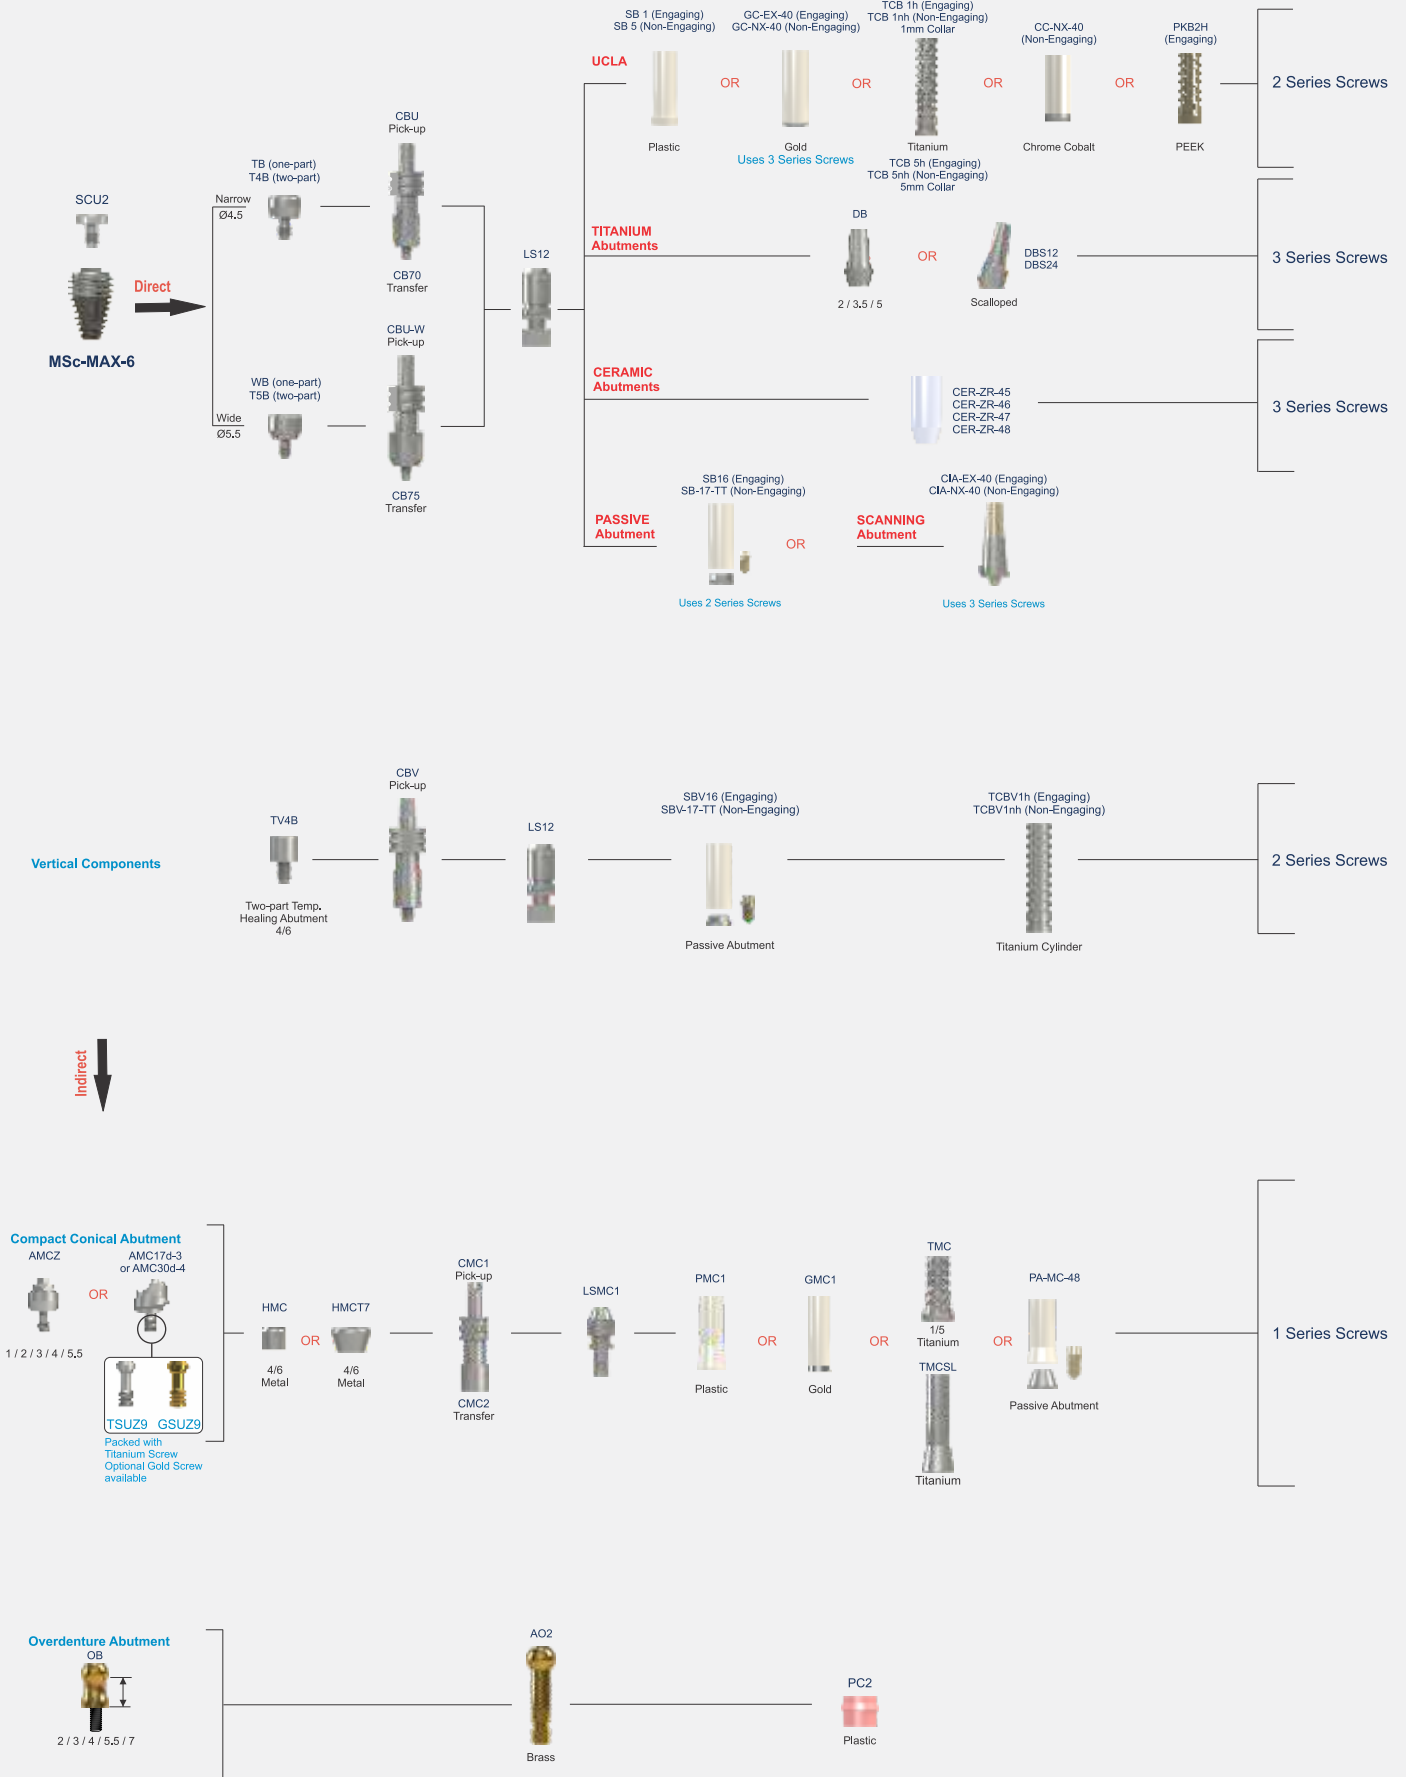 SB 1 (Engaging)
SB 5 (Non-Engaging)
GC-EX-40 (Engaging)
GC-NX-40 (Non-Engaging)
TCB 1h (Engaging)
TCB 1nh (Non-Engaging)
1mm Collar
CC-NX-40
(Non-Engaging)
PKB2H
(Engaging)
UCLA
OR
OR
OR
OR
2 Series Screws
Plastic
Gold
Uses 3 Series Screws
Titanium
Chrome Cobalt
PEEK
CBU
Pick-up
TB (one-part)
T4B (two-part)
SCU2
Narrow
Ø4.5
TCB 5h (Engaging)
TCB 5nh (Non-Engaging)
5mm Collar
TITANIUM
Abutments
DB
OR
DBS12
DBS24
3 Series Screws
2 / 3.5 / 5
Scalloped
LS12
CB70
Transfer
Direct
MSc-MAX-6
CBU-W
Pick-up
WB (one-part)
T5B (two-part)
Wide
Ø5.5
CB75
Transfer
CERAMIC
Abutments
CER-ZR-45
CER-ZR-46
CER-ZR-47
CER-ZR-48
3 Series Screws
PASSIVE
Abutment
SB16 (Engaging)
SB-17-TT (Non-Engaging)
OR
SCANNING
Abutment
CIA-EX-40 (Engaging)
CIA-NX-40 (Non-Engaging)
Uses 2 Series Screws
Uses 3 Series Screws
Vertical Components
TV4B
Two-part Temp.
Healing Abutment
4/6
CBV
Pick-up
LS12
SBV16 (Engaging)
SBV-17-TT (Non-Engaging)
Passive Abutment
TCBV1h (Engaging)
TCBV1nh (Non-Engaging)
Titanium Cylinder
2 Series Screws
Indirect
Compact Conical Abutment
AMCZ
OR
AMC17d-3
or AMC30d-4
1 / 2 / 3 / 4 / 5.5
TSUZ9
GSUZ9
Packed with
Titanium Screw
Optional Gold Screw
available
HMC
4/6
Metal
OR
HMCT7
4/6
Metal
CMC1
Pick-up
CMC2
Transfer
LSMC1
PMC1
Plastic
OR
GMC1
Gold
OR
TMC
1/5
Titanium
TMCSL
Titanium
OR
PA-MC-48
Passive Abutment
1 Series Screws
Overdenture Abutment
OB
2 / 3 / 4 / 5.5 / 7
AO2
Brass
PC2
Plastic